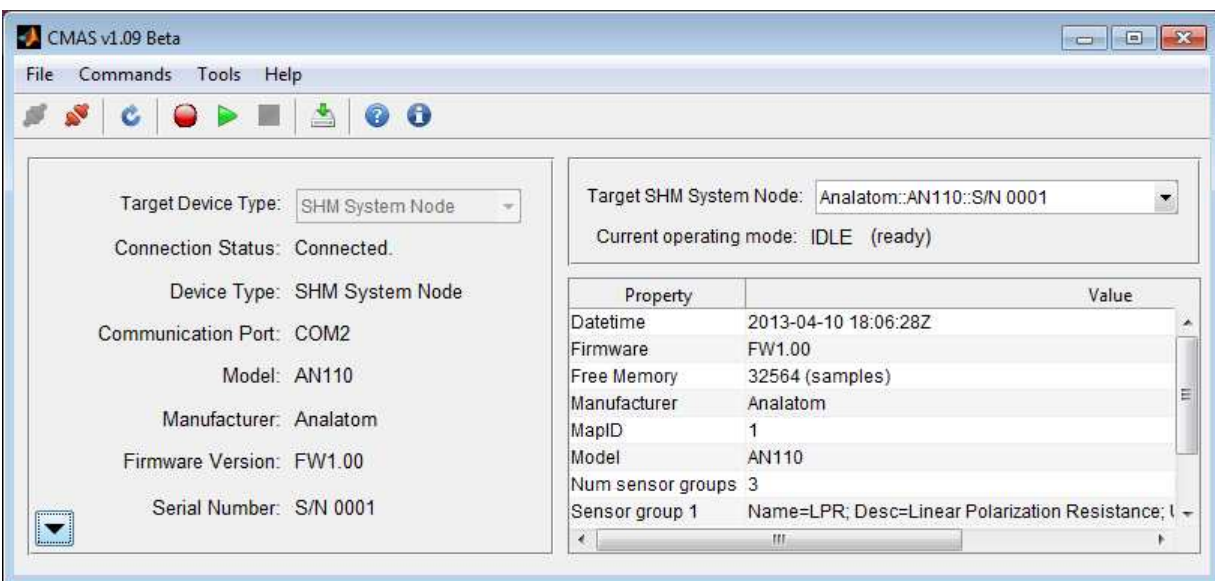 CMAS v1.09 Beta
File Commands Tools Help
Target Device Type: SHM System Node
Connection Status: Connected.
Device Type: SHM System Node
Communication Port: COM2
Model: AN110
Manufacturer: Analatom
Firmware Version: FW1.00
Serial Number: S/N 0001
Target SHM System Node: Analatom::AN110::S/N 0001
Current operating mode: IDLE (ready)
Property Value
Datetime 2013-04-10 18:06:28Z
Firmware FW1.00
Free Memory 32564 (samples)
Manufacturer Analatom
MapID 1
Model AN110
Num sensor groups 3
Sensor group 1 Name=LPR; Desc=Linear Polarization Resistance;